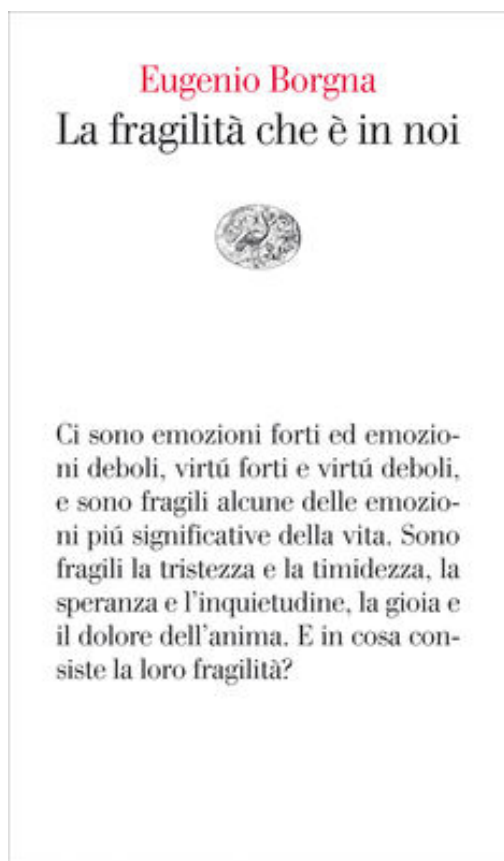 Eugenio Borgna
La fragilità che è in noi
Ci sono emozioni forti ed emozio-
ni deboli, virtú forti e virtú deboli,
e sono fragili alcune delle emozio-
ni piú significative della vita. Sono
fragili la tristezza e la timidezza, la
speranza e l'inquietudine, la gioia e
il dolore dell'anima. E in cosa con-
siste la loro fragilità?